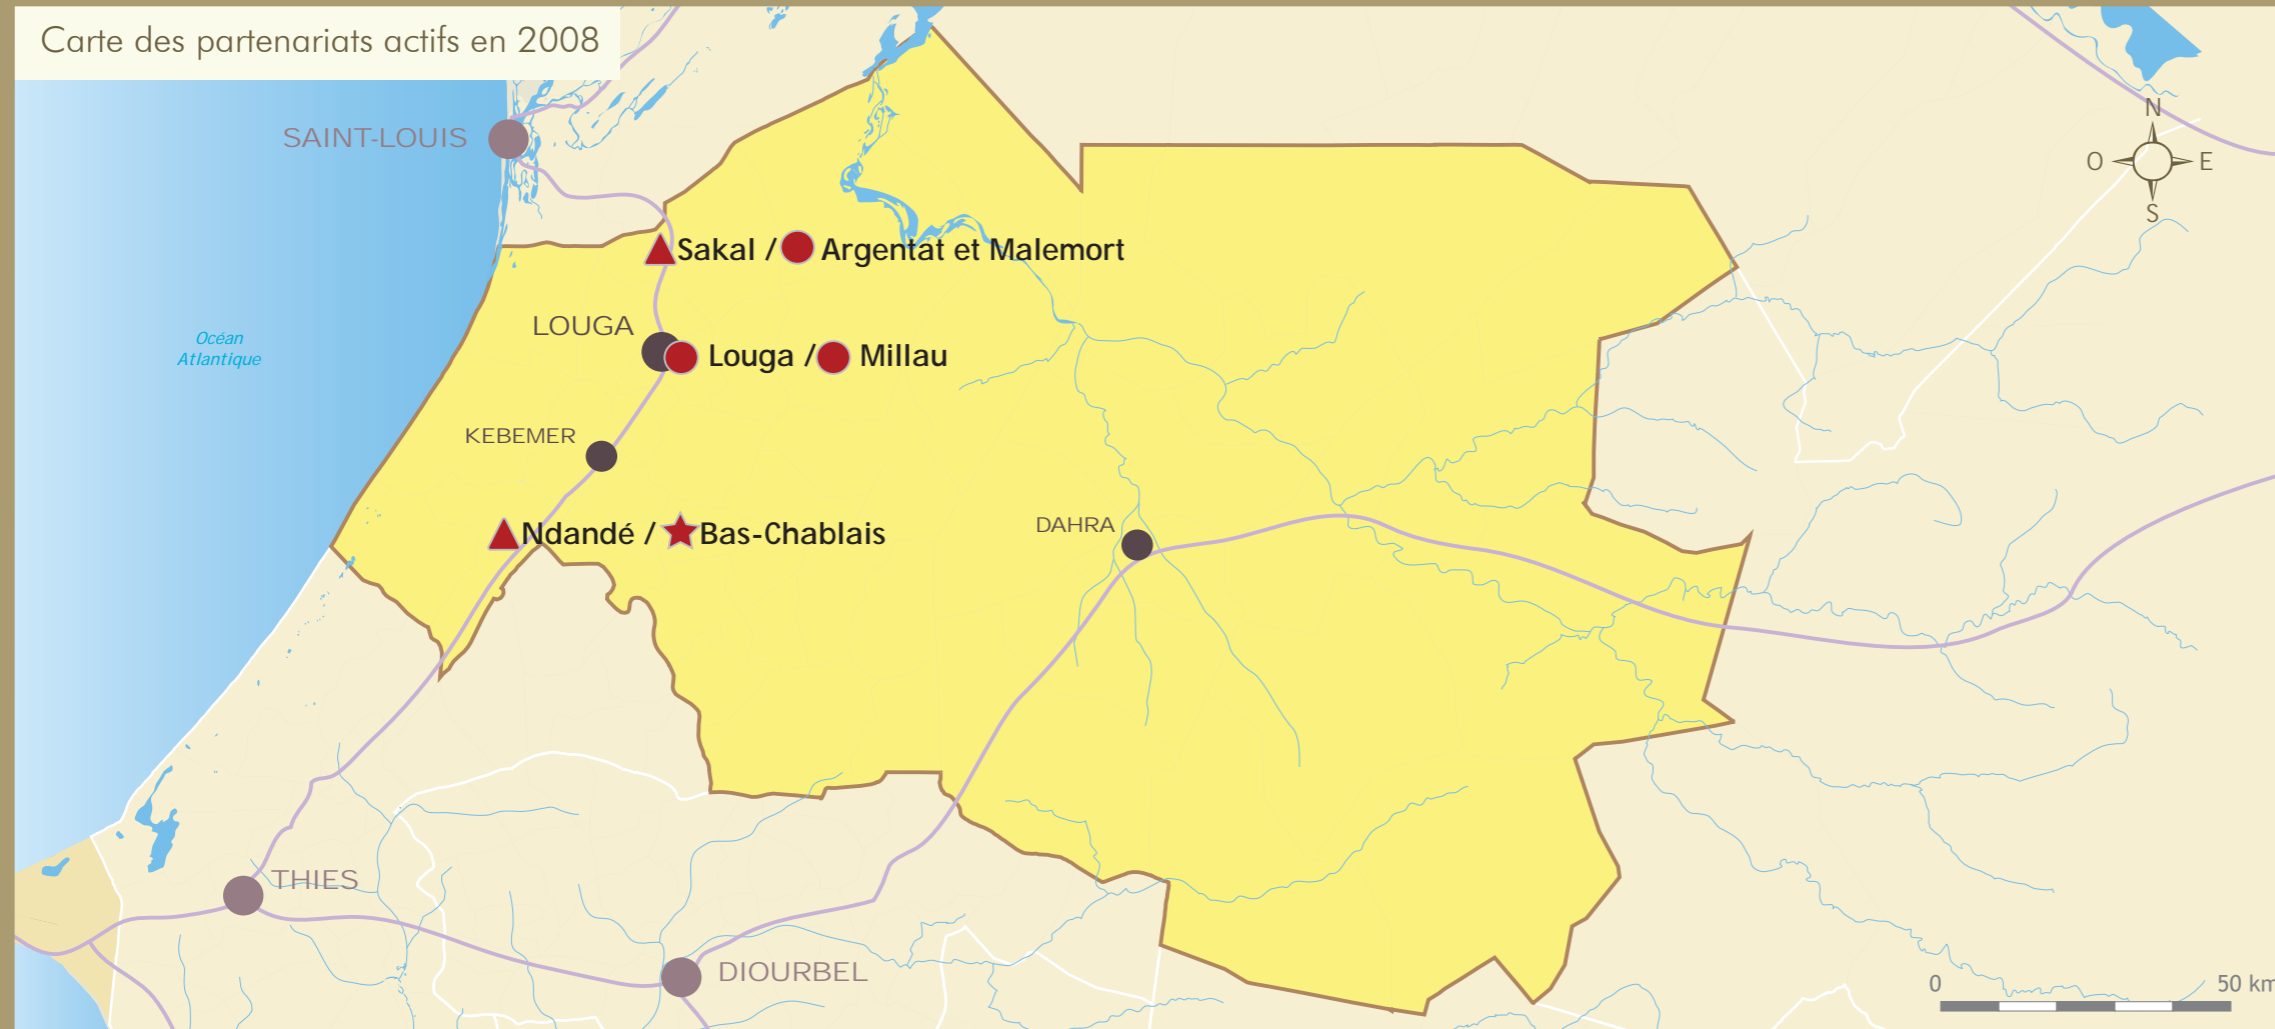 Carte des partenariats actifs en 2008
N
O E
S
SAINT-LOUIS
Sakal / Argentat et Malemort
LOUGA
Océan
Atlantique
Louga / Millau
KEBEMER
Ndandé / Bas-Chablais
DAHRA
THIES
DIOURBEL
0 50 km